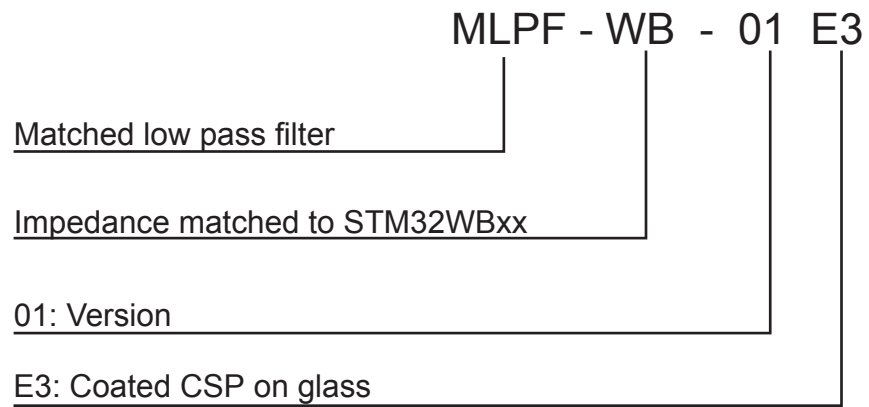 MLPF - WB - 01 E3
Matched low pass filter
Impedance matched to STM32WBxx
01: Version
E3: Coated CSP on glass